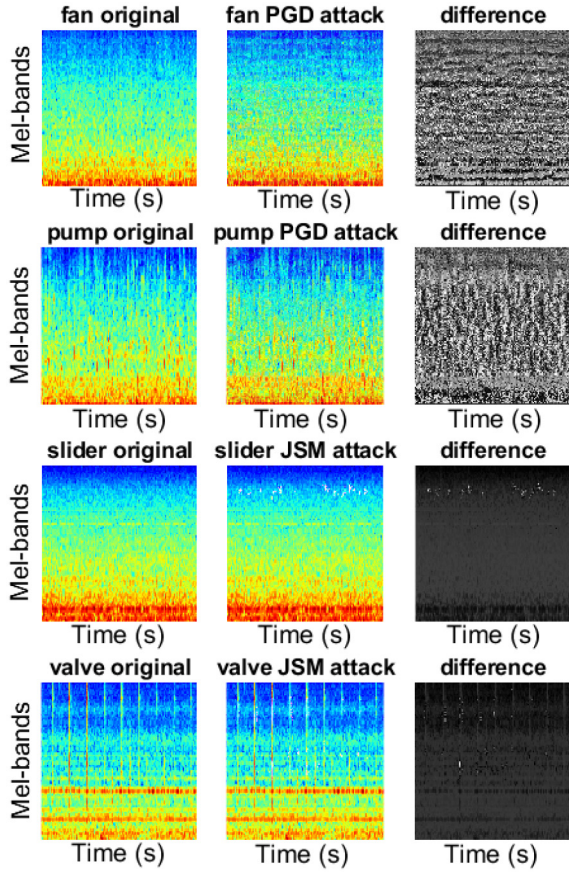 fan original fan PGD attack difference
Mel-bands
Time (s) Time (s) Time (s)
pump original pump PGD attack difference
Mel-bands
Time (s) Time (s) Time (s)
slider original slider JSM attack difference
Mel-bands
Time (s) Time (s) Time (s)
valve original valve JSM attack difference
Mel-bands
Time (s) Time (s) Time (s)